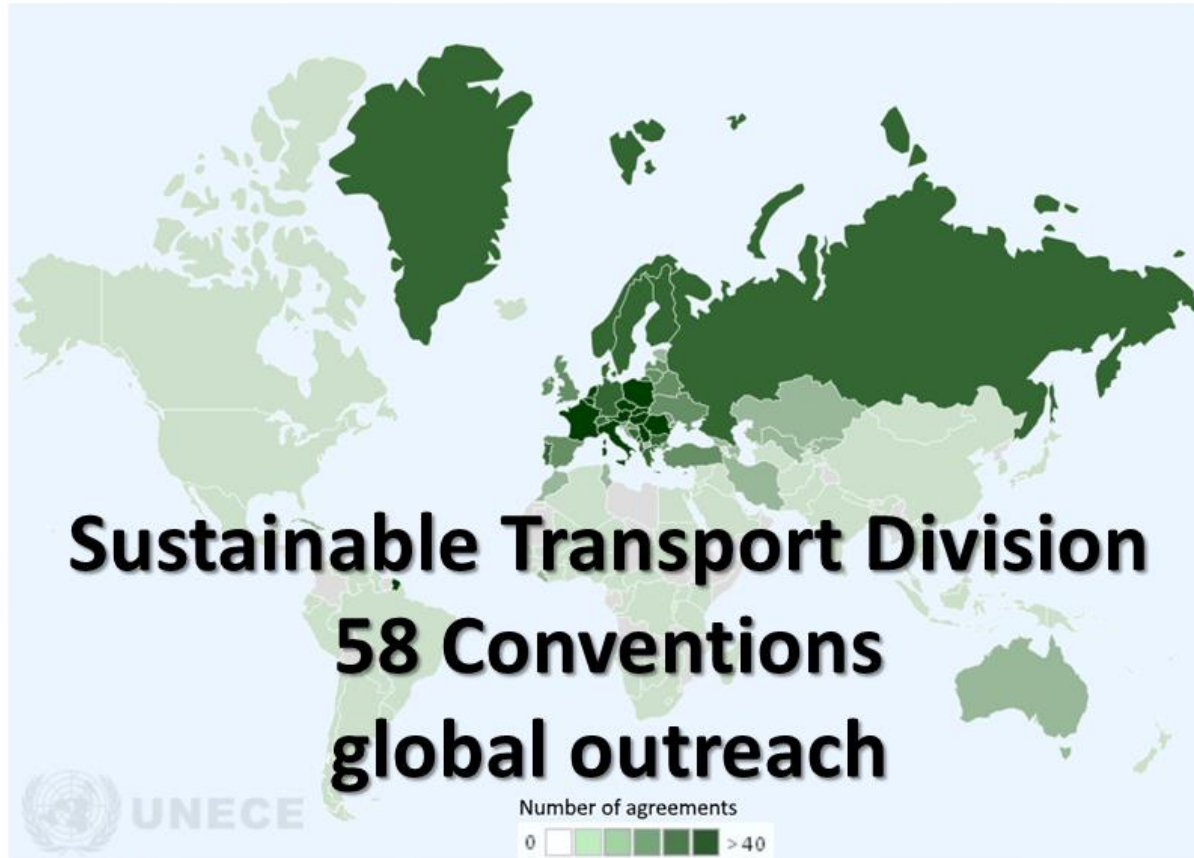 Sustainable Transport Division
58 Conventions
global outreach
UNECE
Number of agreements
0 >40